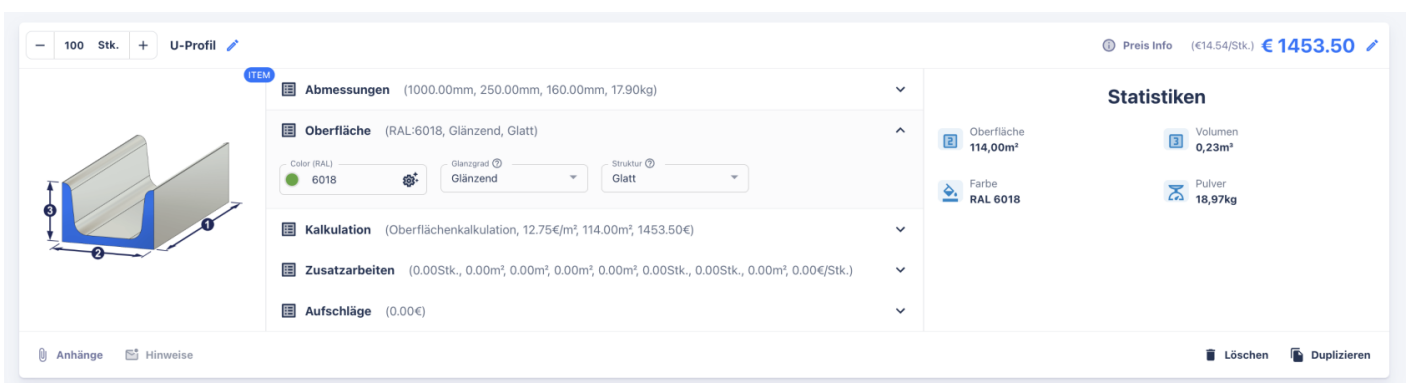 − 100 Stk. + U-Profil
Preis Info (€14.54/Stk.) € 1453.50
ITEM
Abmessungen (1000.00mm, 250.00mm, 160.00mm, 17.90kg)
Oberfläche (RAL:6018, Glänzend, Glatt)
Color (RAL)
6018
Glanzgrad
Glänzend
Struktur
Glatt
Kalkulation (Oberflächenkalkulation, 12.75€/m², 114.00m², 1453.50€)
Zusatzarbeiten (0.00Stk., 0.00m², 0.00m², 0.00m², 0.00m², 0.00Stk., 0.00Stk., 0.00m², 0.00€/Stk.)
Aufschläge (0.00€)
1
2
3
Statistiken
2
Oberfläche
114,00m²
3
Volumen
0,23m³
Farbe
RAL 6018
Pulver
18,97kg
Anhänge Hinweise
Löschen Duplizieren